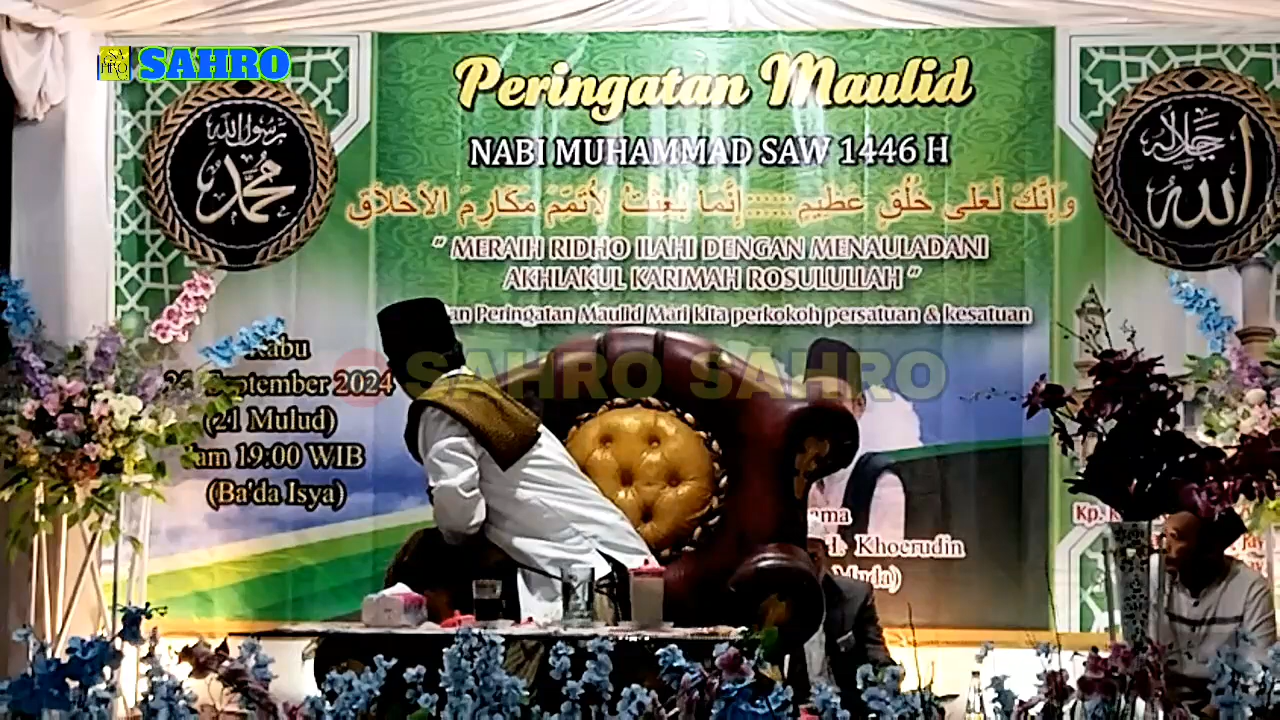 SAHRO
Peringatan Maulid
NABI MUHAMMAD SAW 1446 H
رسول الله
محمد
جل جلاله
الله
وَإِنَّكَ لَعَلى خُلُقٍ عَظِيمٍ::::::إِنَّمَا بُعِثْتُ لِأُتَمِّمَ مَكَارِمَ الأَخْلَاقِ
" MERAIH RIDHO ILAHI DENGAN MENAULADANI
AKHLAKUL KARIMAH ROSULULLAH "
Peringatan Maulid Mari kita perkokoh persatuan & kesatuan
SAHRO SAHRO
September 2024
(21 Mulud)
19:00 WIB
(Ba'da Isya)
Khoerudin
Muda)
Kp.